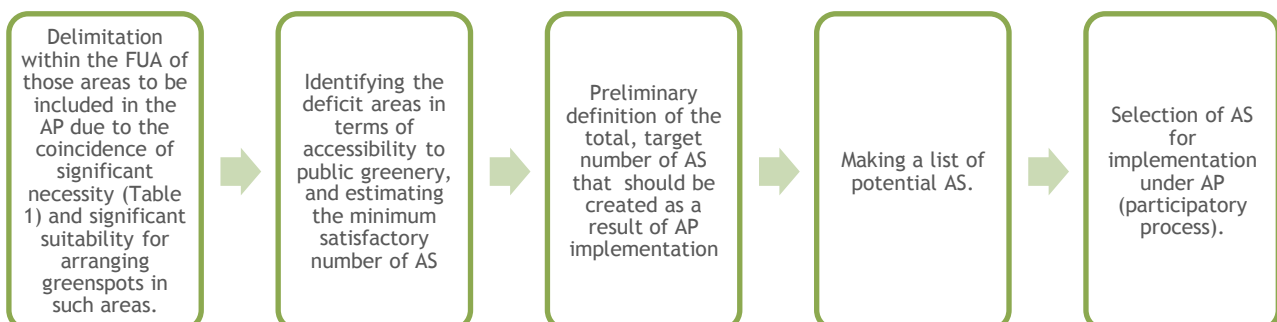 Delimitation
within the FUA of
those areas to be
included in the
AP due to the
coincidence of
significant
necessity (Table
1) and significant
suitability for
arranging
greenspots in
such areas.
Identifying the
deficit areas in
terms of
accessibility to
public greenery,
and estimating
the minimum
satisfactory
number of AS
Preliminary
definition of the
total, target
number of AS
that should be
created as a
result of AP
implementation
Making a list of
potential AS.
Selection of AS
for
implementation
under AP
(participatory
process).